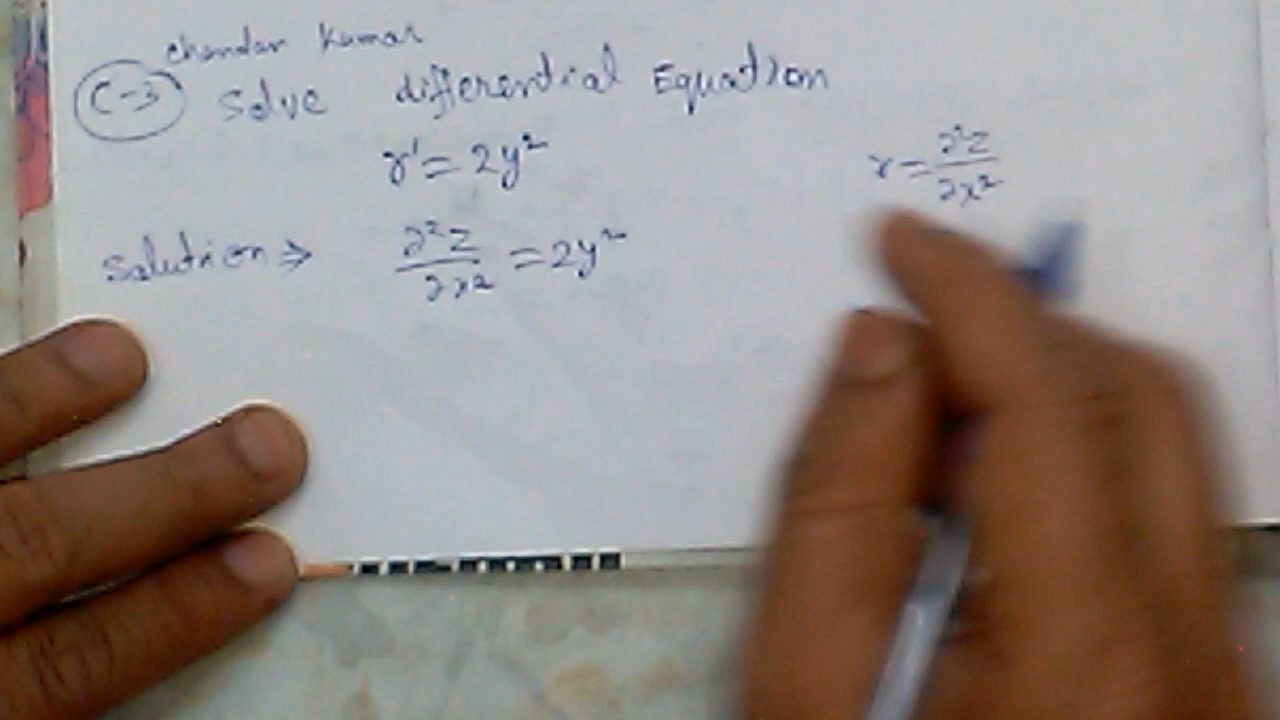 Chandan Kumar
C-3 Solve differential Equation
r' = 2y²
r = ∂²z/∂x²
Solution ⇒ ∂²z/∂x² = 2y²